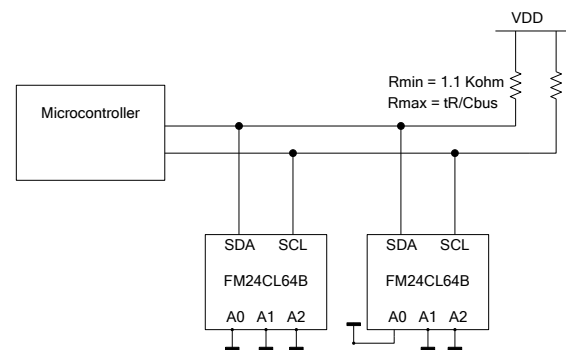 VDD
Rmin = 1.1 Kohm
Rmax = tR/Cbus
Microcontroller
SDA SCL SDA SCL
FM24CL64B FM24CL64B
A0 A1 A2 A0 A1 A2